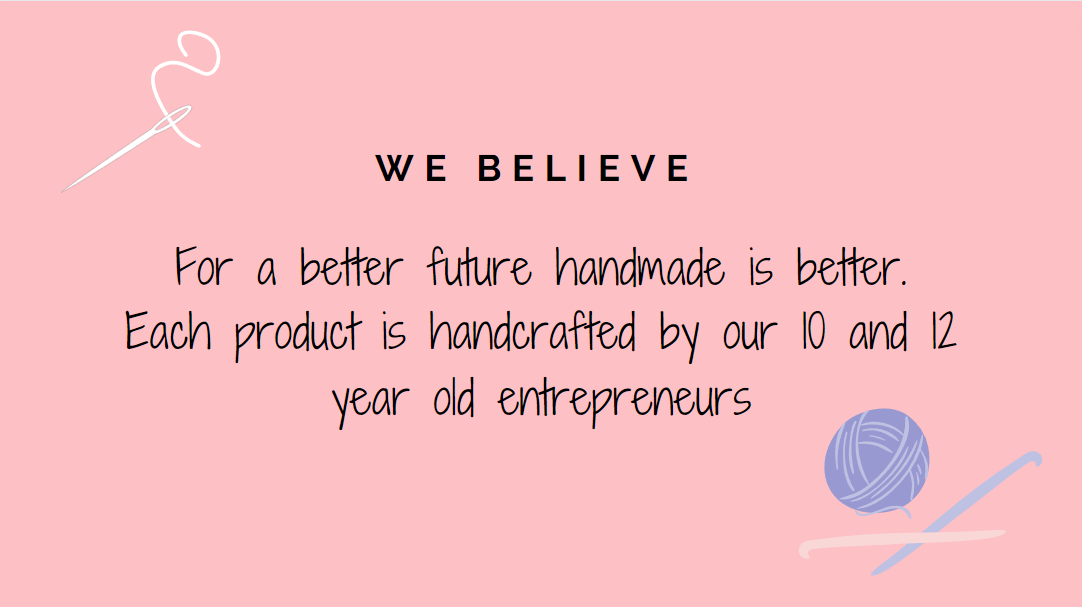 WE BELIEVE
For a better future handmade is better.
Each product is handcrafted by our 10 and 12
year old entrepreneurs